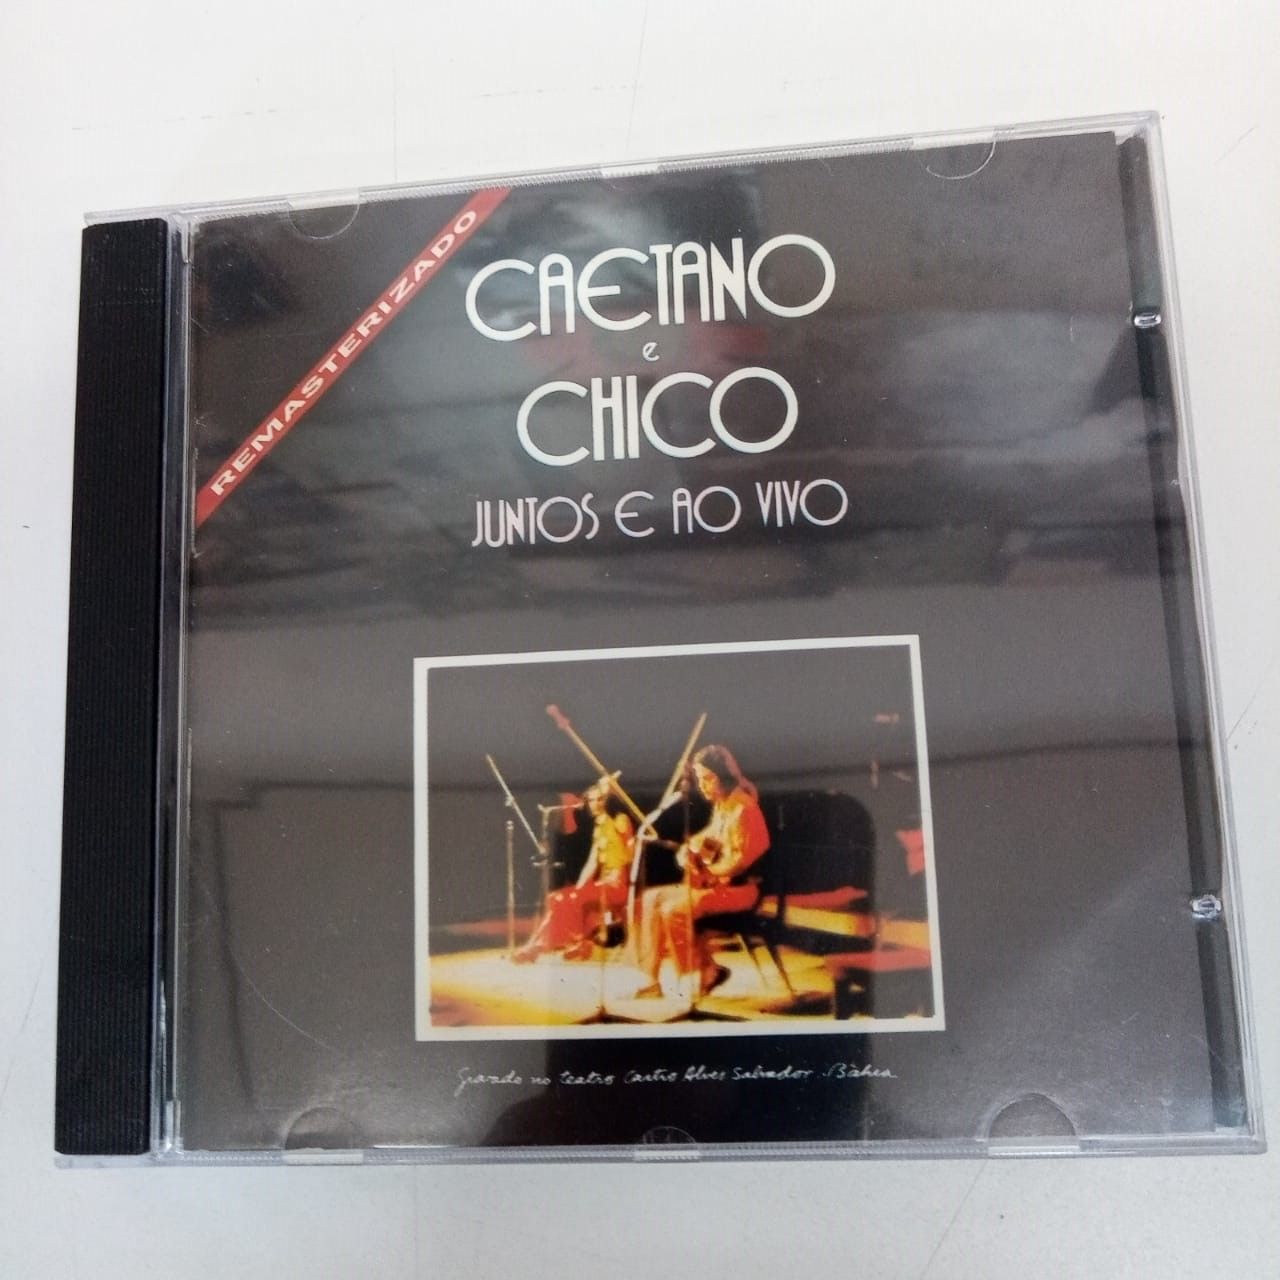 REMASTERIZADO
CAETANO
e
CHICO
JUNTOS E AO VIVO
Gravado no teatro Castro Alves Salvador. Bahia